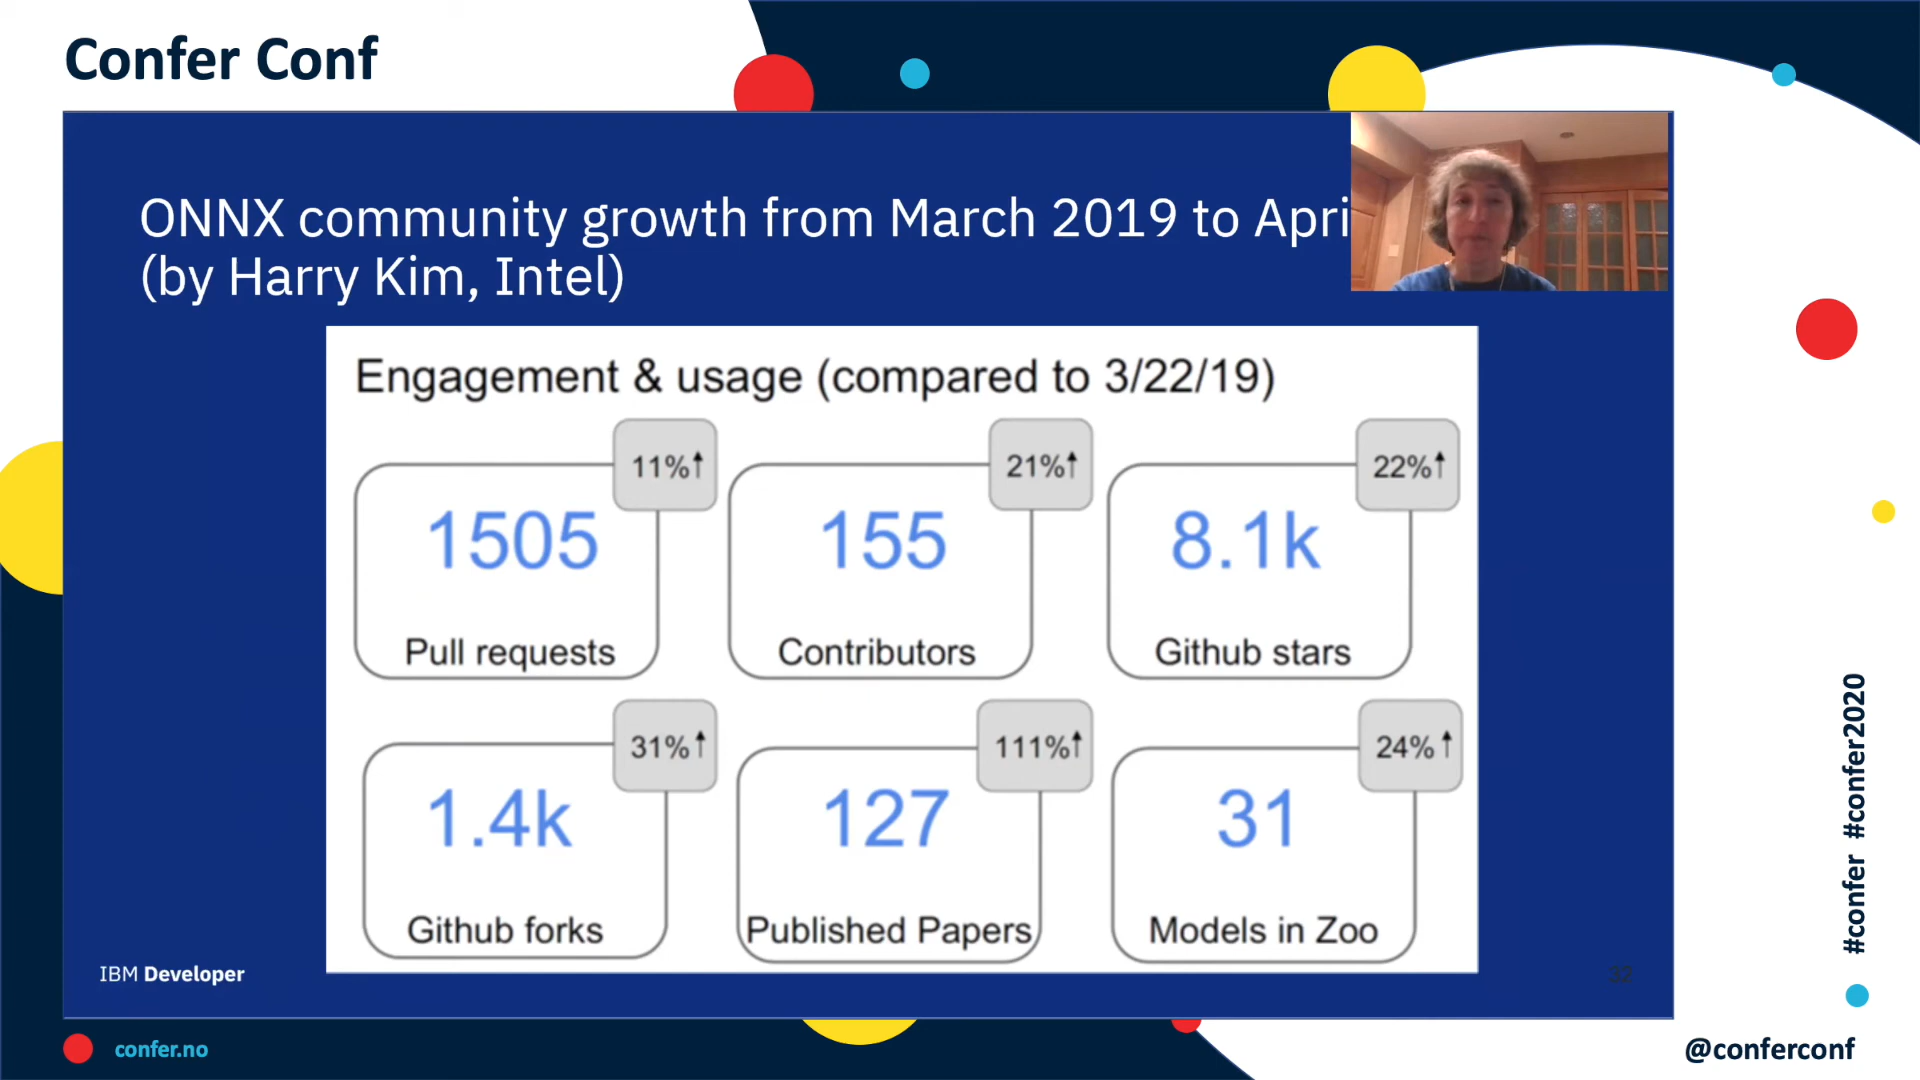 Confer Conf
ONNX community growth from March 2019 to Apri
(by Harry Kim, Intel)
Engagement & usage (compared to 3/22/19)
11%↑
1505
Pull requests
21%↑
155
Contributors
22%↑
8.1k
Github stars
31%↑
1.4k
Github forks
111%↑
127
Published Papers
24%↑
31
Models in Zoo
IBM Developer
32
#confer #confer2020
confer.no
@conferconf